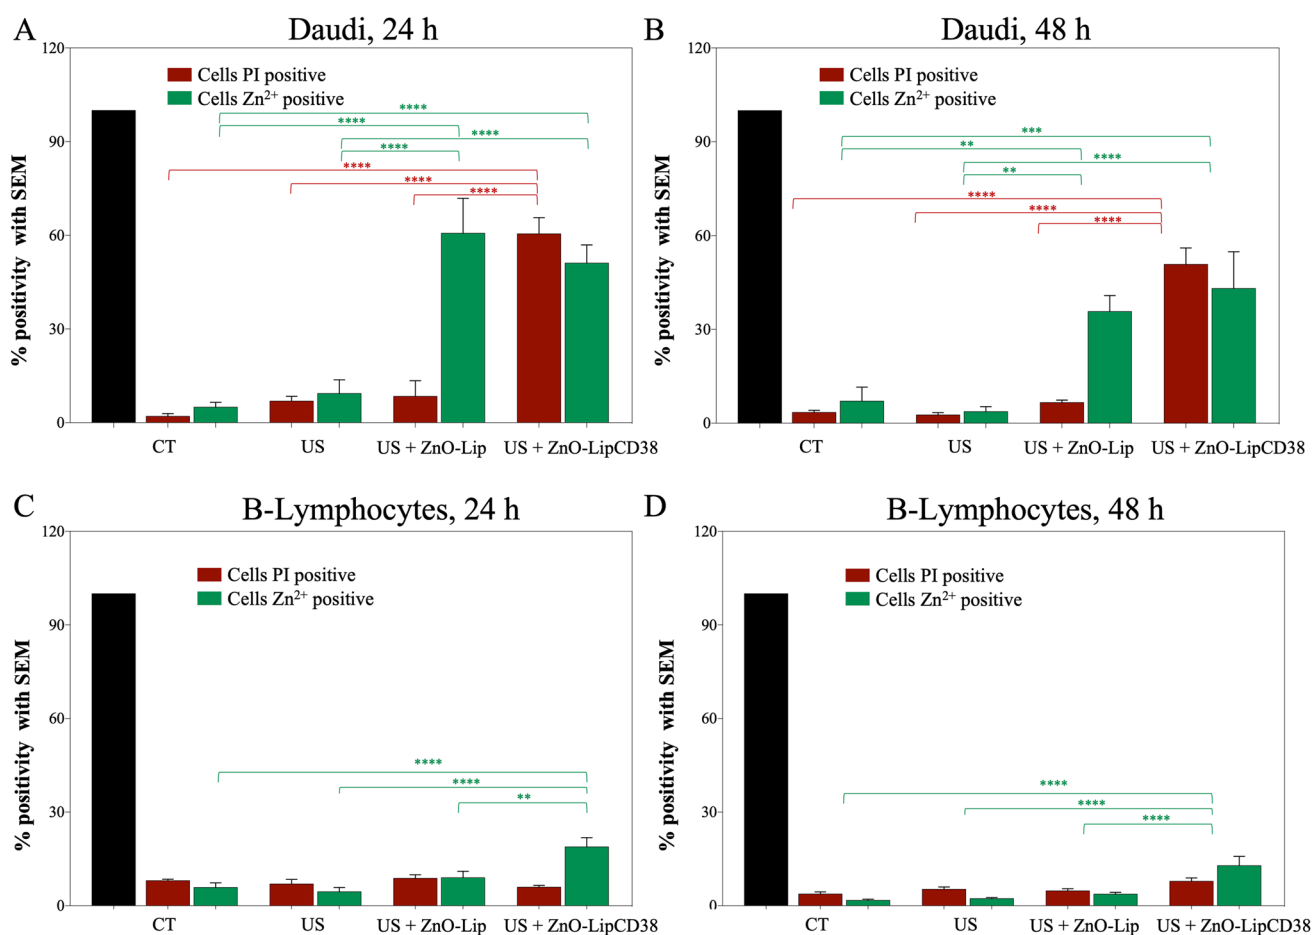 A
Daudi, 24 h
120
90
60
30
0
% positivity with SEM
Cells PI positive
Cells Zn²⁺ positive
****
****
****
****
****
****
****
CT
US
US + ZnO-Lip
US + ZnO-LipCD38
B
Daudi, 48 h
120
90
60
30
0
% positivity with SEM
Cells PI positive
Cells Zn²⁺ positive
***
**
****
**
****
****
****
CT
US
US + ZnO-Lip
US + ZnO-LipCD38
C
B-Lymphocytes, 24 h
120
90
60
30
0
% positivity with SEM
Cells PI positive
Cells Zn²⁺ positive
****
****
**
CT
US
US + ZnO-Lip
US + ZnO-LipCD38
D
B-Lymphocytes, 48 h
120
90
60
30
0
% positivity with SEM
Cells PI positive
Cells Zn²⁺ positive
****
****
****
CT
US
US + ZnO-Lip
US + ZnO-LipCD38